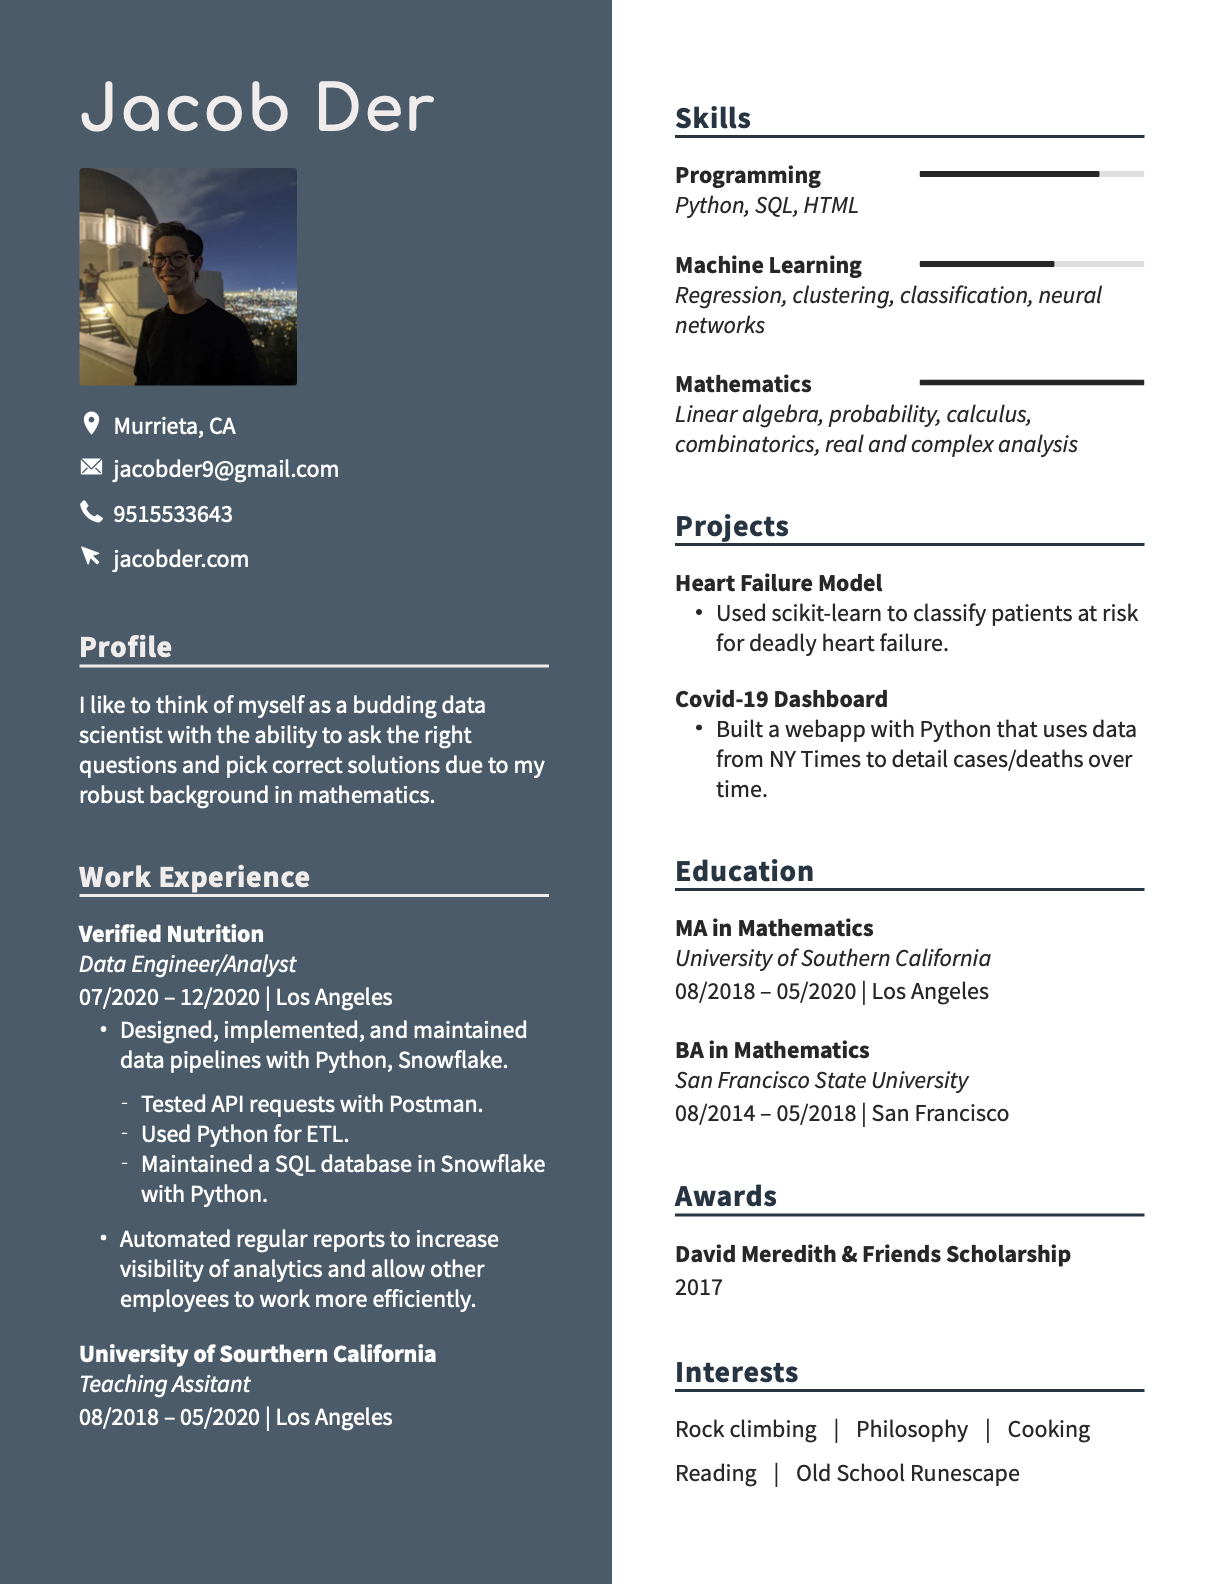 Jacob Der
Murrieta, CA
jacobder9@gmail.com
9515533643
jacobder.com
Profile
I like to think of myself as a budding data
scientist with the ability to ask the right
questions and pick correct solutions due to my
robust background in mathematics.
Work Experience
Verified Nutrition
Data Engineer/Analyst
07/2020 – 12/2020 | Los Angeles
• Designed, implemented, and maintained
data pipelines with Python, Snowflake.
- Tested API requests with Postman.
- Used Python for ETL.
- Maintained a SQL database in Snowflake
with Python.
• Automated regular reports to increase
visibility of analytics and allow other
employees to work more efficiently.
University of Sourthern California
Teaching Assitant
08/2018 – 05/2020 | Los Angeles
Skills
Programming
Python, SQL, HTML
Machine Learning
Regression, clustering, classification, neural
networks
Mathematics
Linear algebra, probability, calculus,
combinatorics, real and complex analysis
Projects
Heart Failure Model
• Used scikit-learn to classify patients at risk
for deadly heart failure.
Covid-19 Dashboard
• Built a webapp with Python that uses data
from NY Times to detail cases/deaths over
time.
Education
MA in Mathematics
University of Southern California
08/2018 – 05/2020 | Los Angeles
BA in Mathematics
San Francisco State University
08/2014 – 05/2018 | San Francisco
Awards
David Meredith & Friends Scholarship
2017
Interests
Rock climbing | Philosophy | Cooking
Reading | Old School Runescape